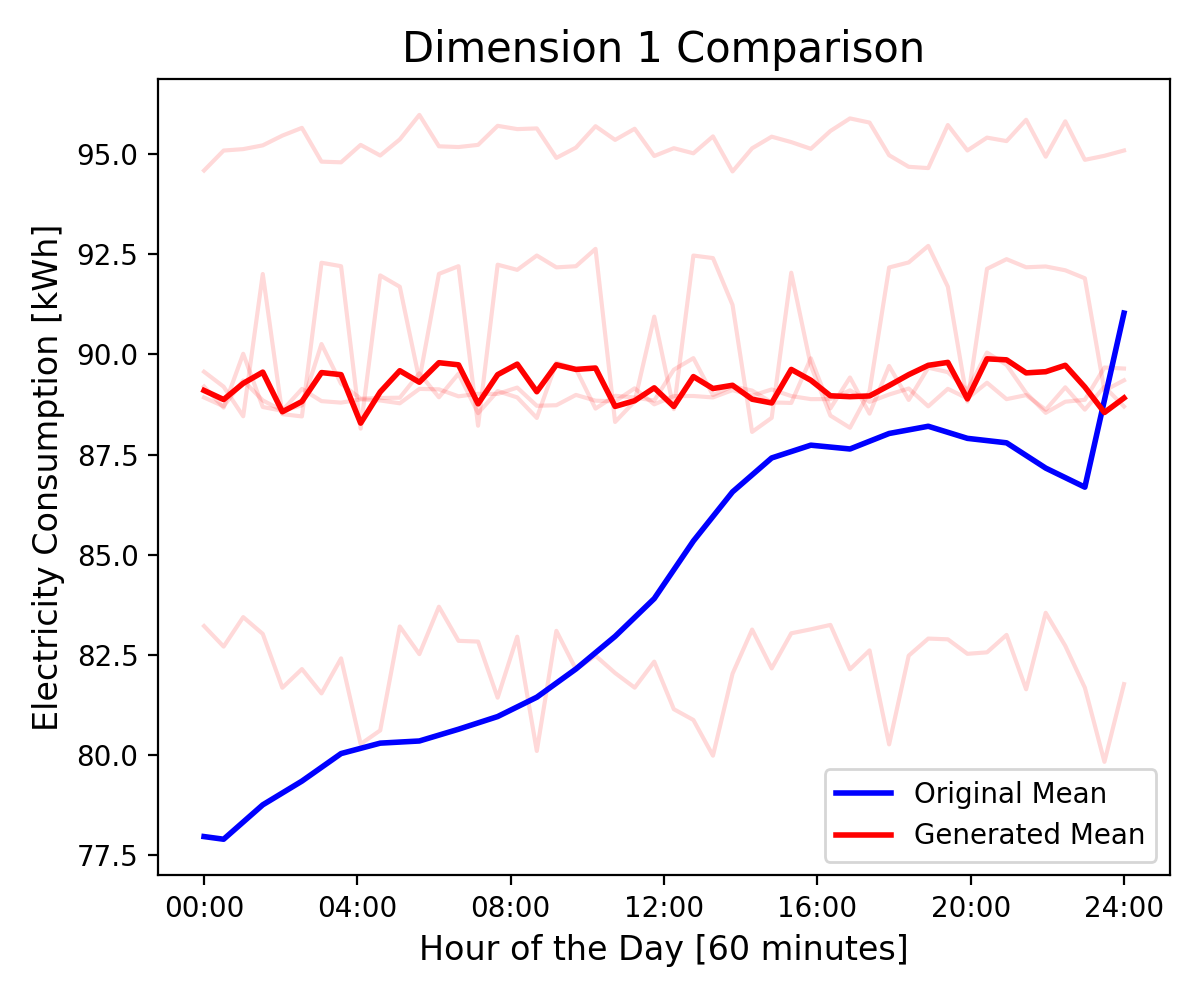 Dimension 1 Comparison
Electricity Consumption [kWh]
95.0
92.5
90.0
87.5
85.0
82.5
80.0
77.5
Original Mean
Generated Mean
00:00 04:00 08:00 12:00 16:00 20:00 24:00
Hour of the Day [60 minutes]